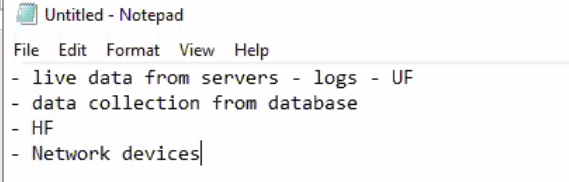 Untitled - Notepad
File Edit Format View Help
- live data from servers - logs - UF
- data collection from database
- HF
- Network devices